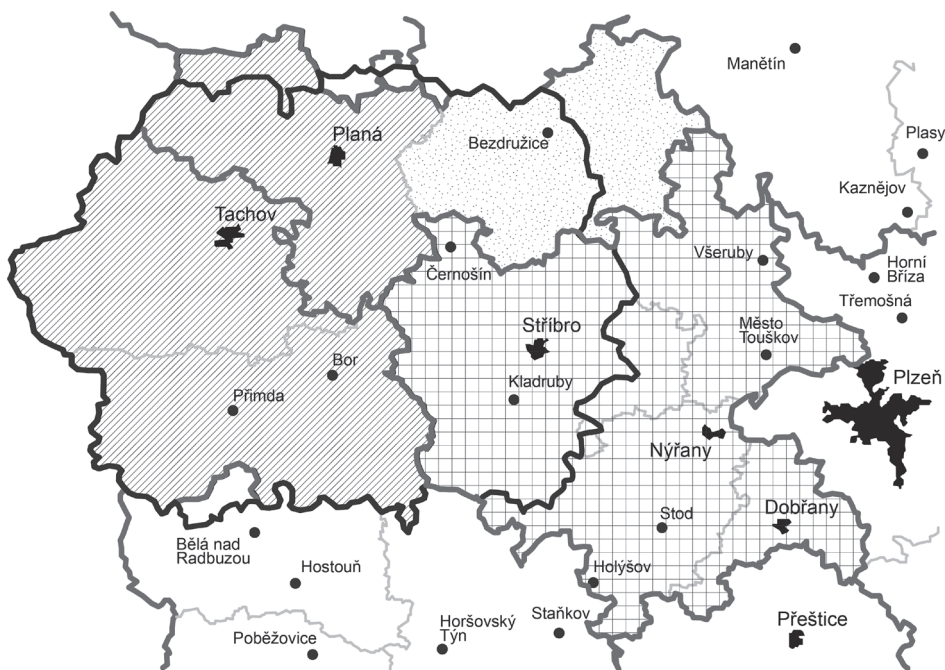 Manětín
Planá
Bezdružice
Plasy
Kaznějov
Tachov
Černošín
Všeruby
Horní
Bříza
Třemošná
Stříbro
Město
Touškov
Bor
Plzeň
Přimda
Kladruby
Nýřany
Dobřany
Stod
Bělá nad
Radbuzou
Hostouň
Holýšov
Horšovský
Týn
Staňkov
Přeštice
Poběžovice